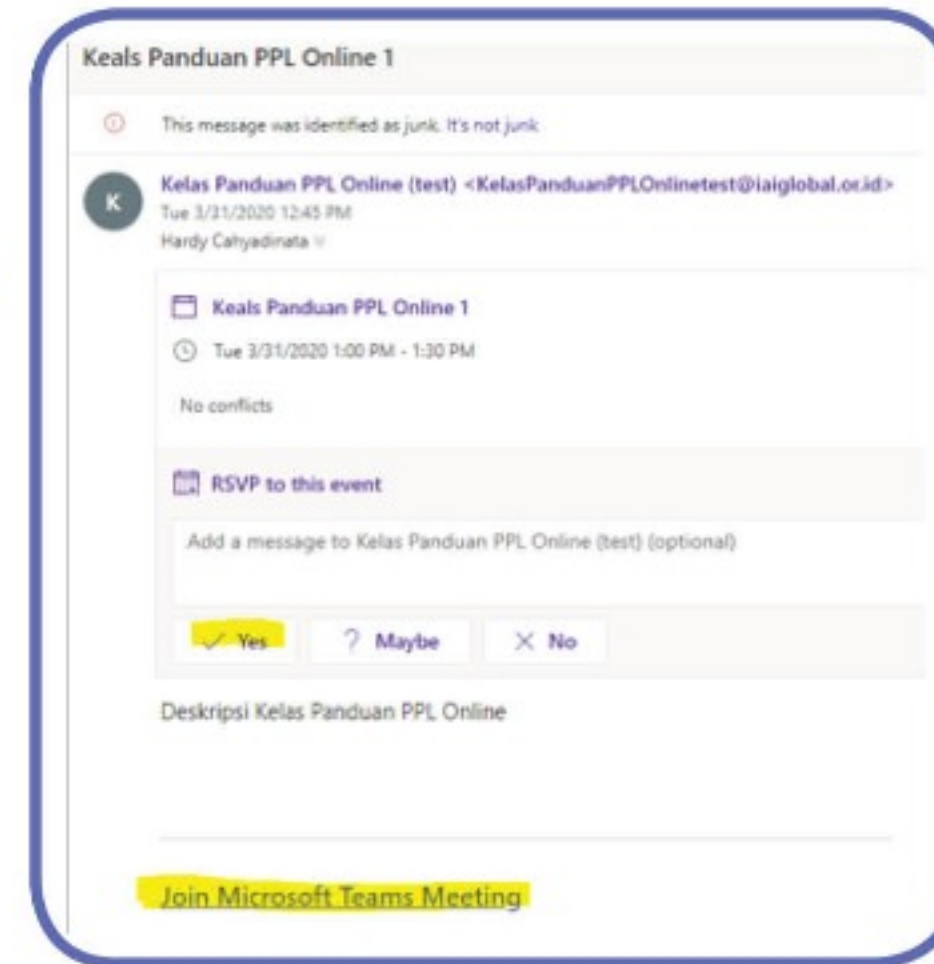 Keals Panduan PPL Online 1
This message was identified as junk. It's not junk
K
Kelas Panduan PPL Online (test) <KelasPanduanPPLOnlinetest@iaiglobal.or.id>
Tue 3/31/2020 12:45 PM
Hardy Cahyadinata
Keals Panduan PPL Online 1
Tue 3/31/2020 1:00 PM - 1:30 PM
No conflicts
RSVP to this event
Add a message to Kelas Panduan PPL Online (test) (optional)
✓ Yes ? Maybe ✕ No
Deskripsi Kelas Panduan PPL Online
Join Microsoft Teams Meeting